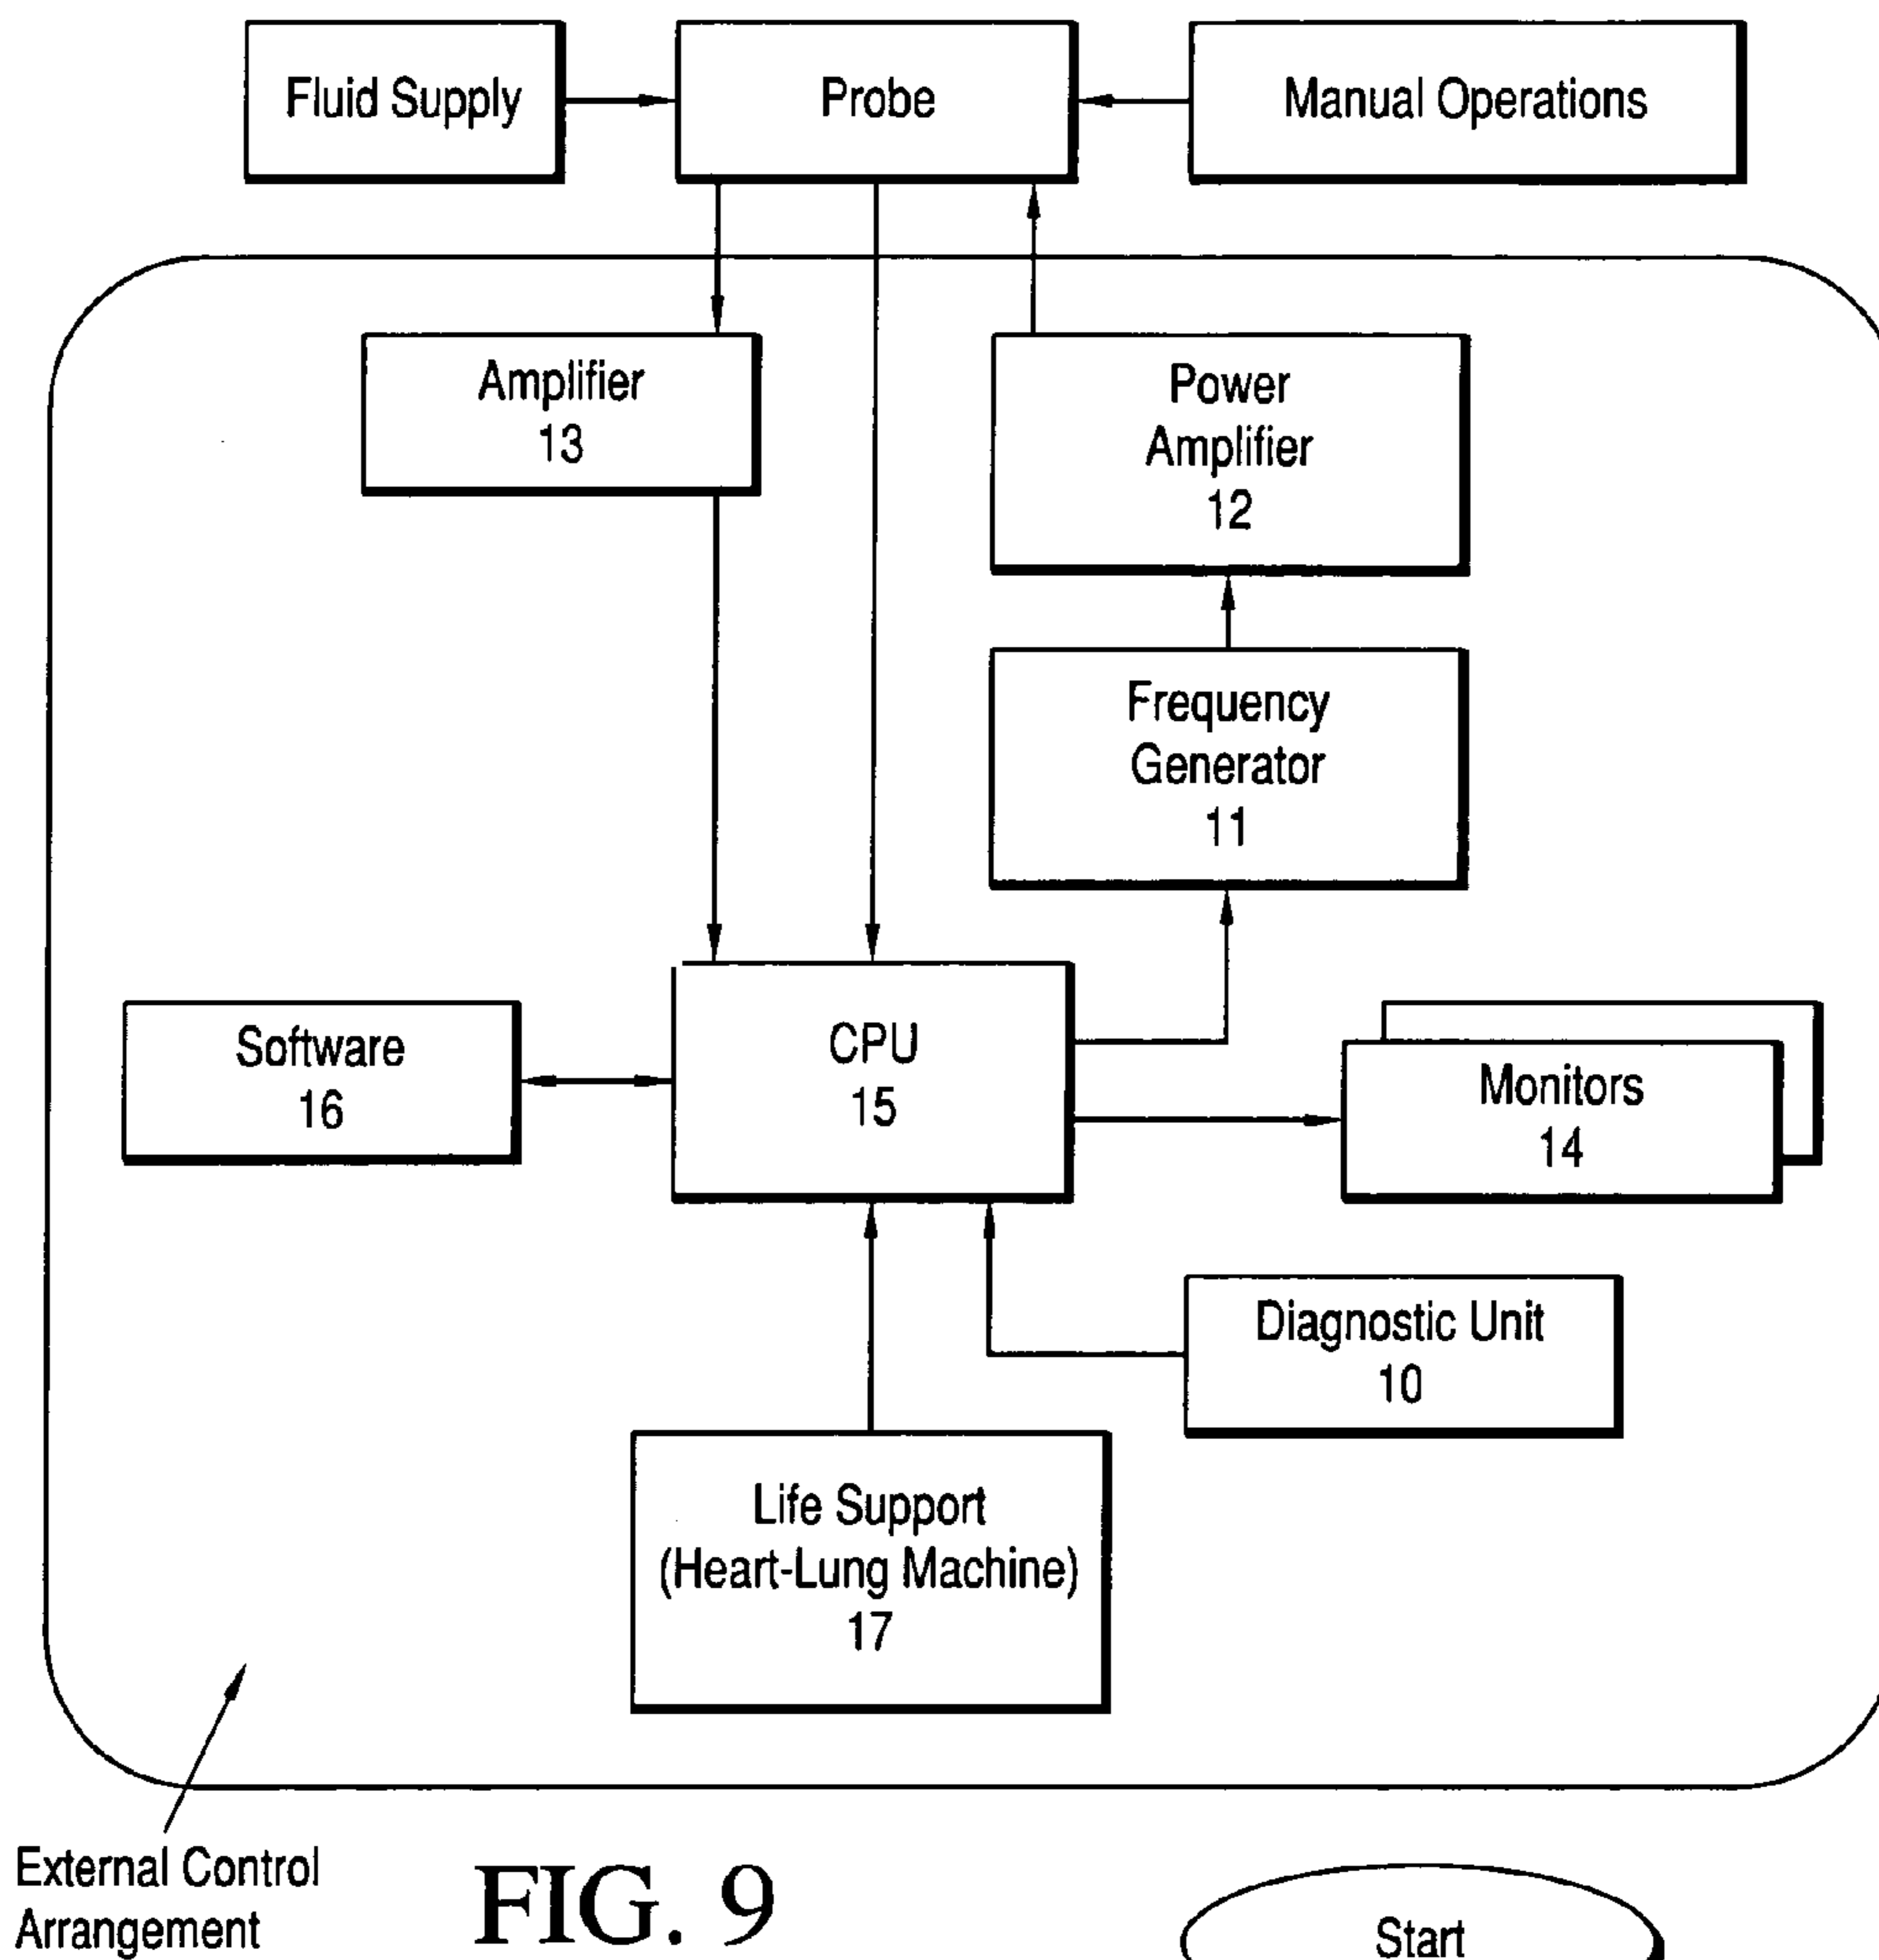 Fluid Supply
Probe
Manual Operations
Amplifier
13
Power
Amplifier
12
Frequency
Generator
11
Software
16
CPU
15
Monitors
14
Diagnostic Unit
10
Life Support
(Heart-Lung Machine)
17
External Control
Arrangement
FIG. 9
Start